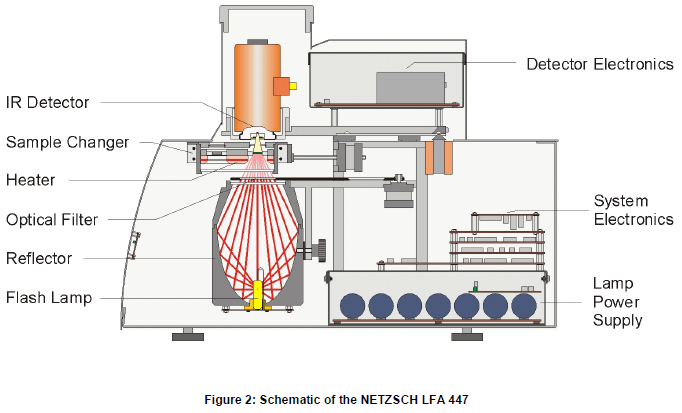 Detector Electronics
IR Detector
Sample Changer
Heater
Optical Filter
Reflector
Flash Lamp
System
Electronics
Lamp
Power
Supply
Figure 2: Schematic of the NETZSCH LFA 447